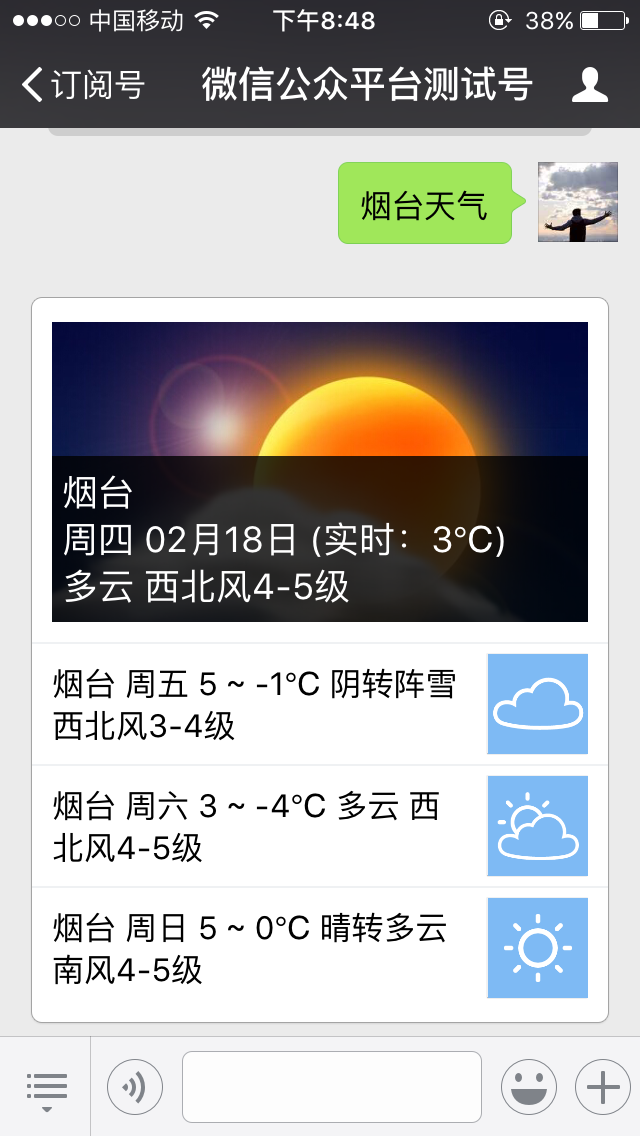 中国移动 下午8:48 38%
订阅号 微信公众平台测试号
烟台天气
烟台
周四 02月18日 (实时：3℃)
多云 西北风4-5级
烟台 周五 5 ~ -1°C 阴转阵雪
西北风3-4级
烟台 周六 3 ~ -4°C 多云 西
北风4-5级
烟台 周日 5 ~ 0°C 晴转多云
南风4-5级